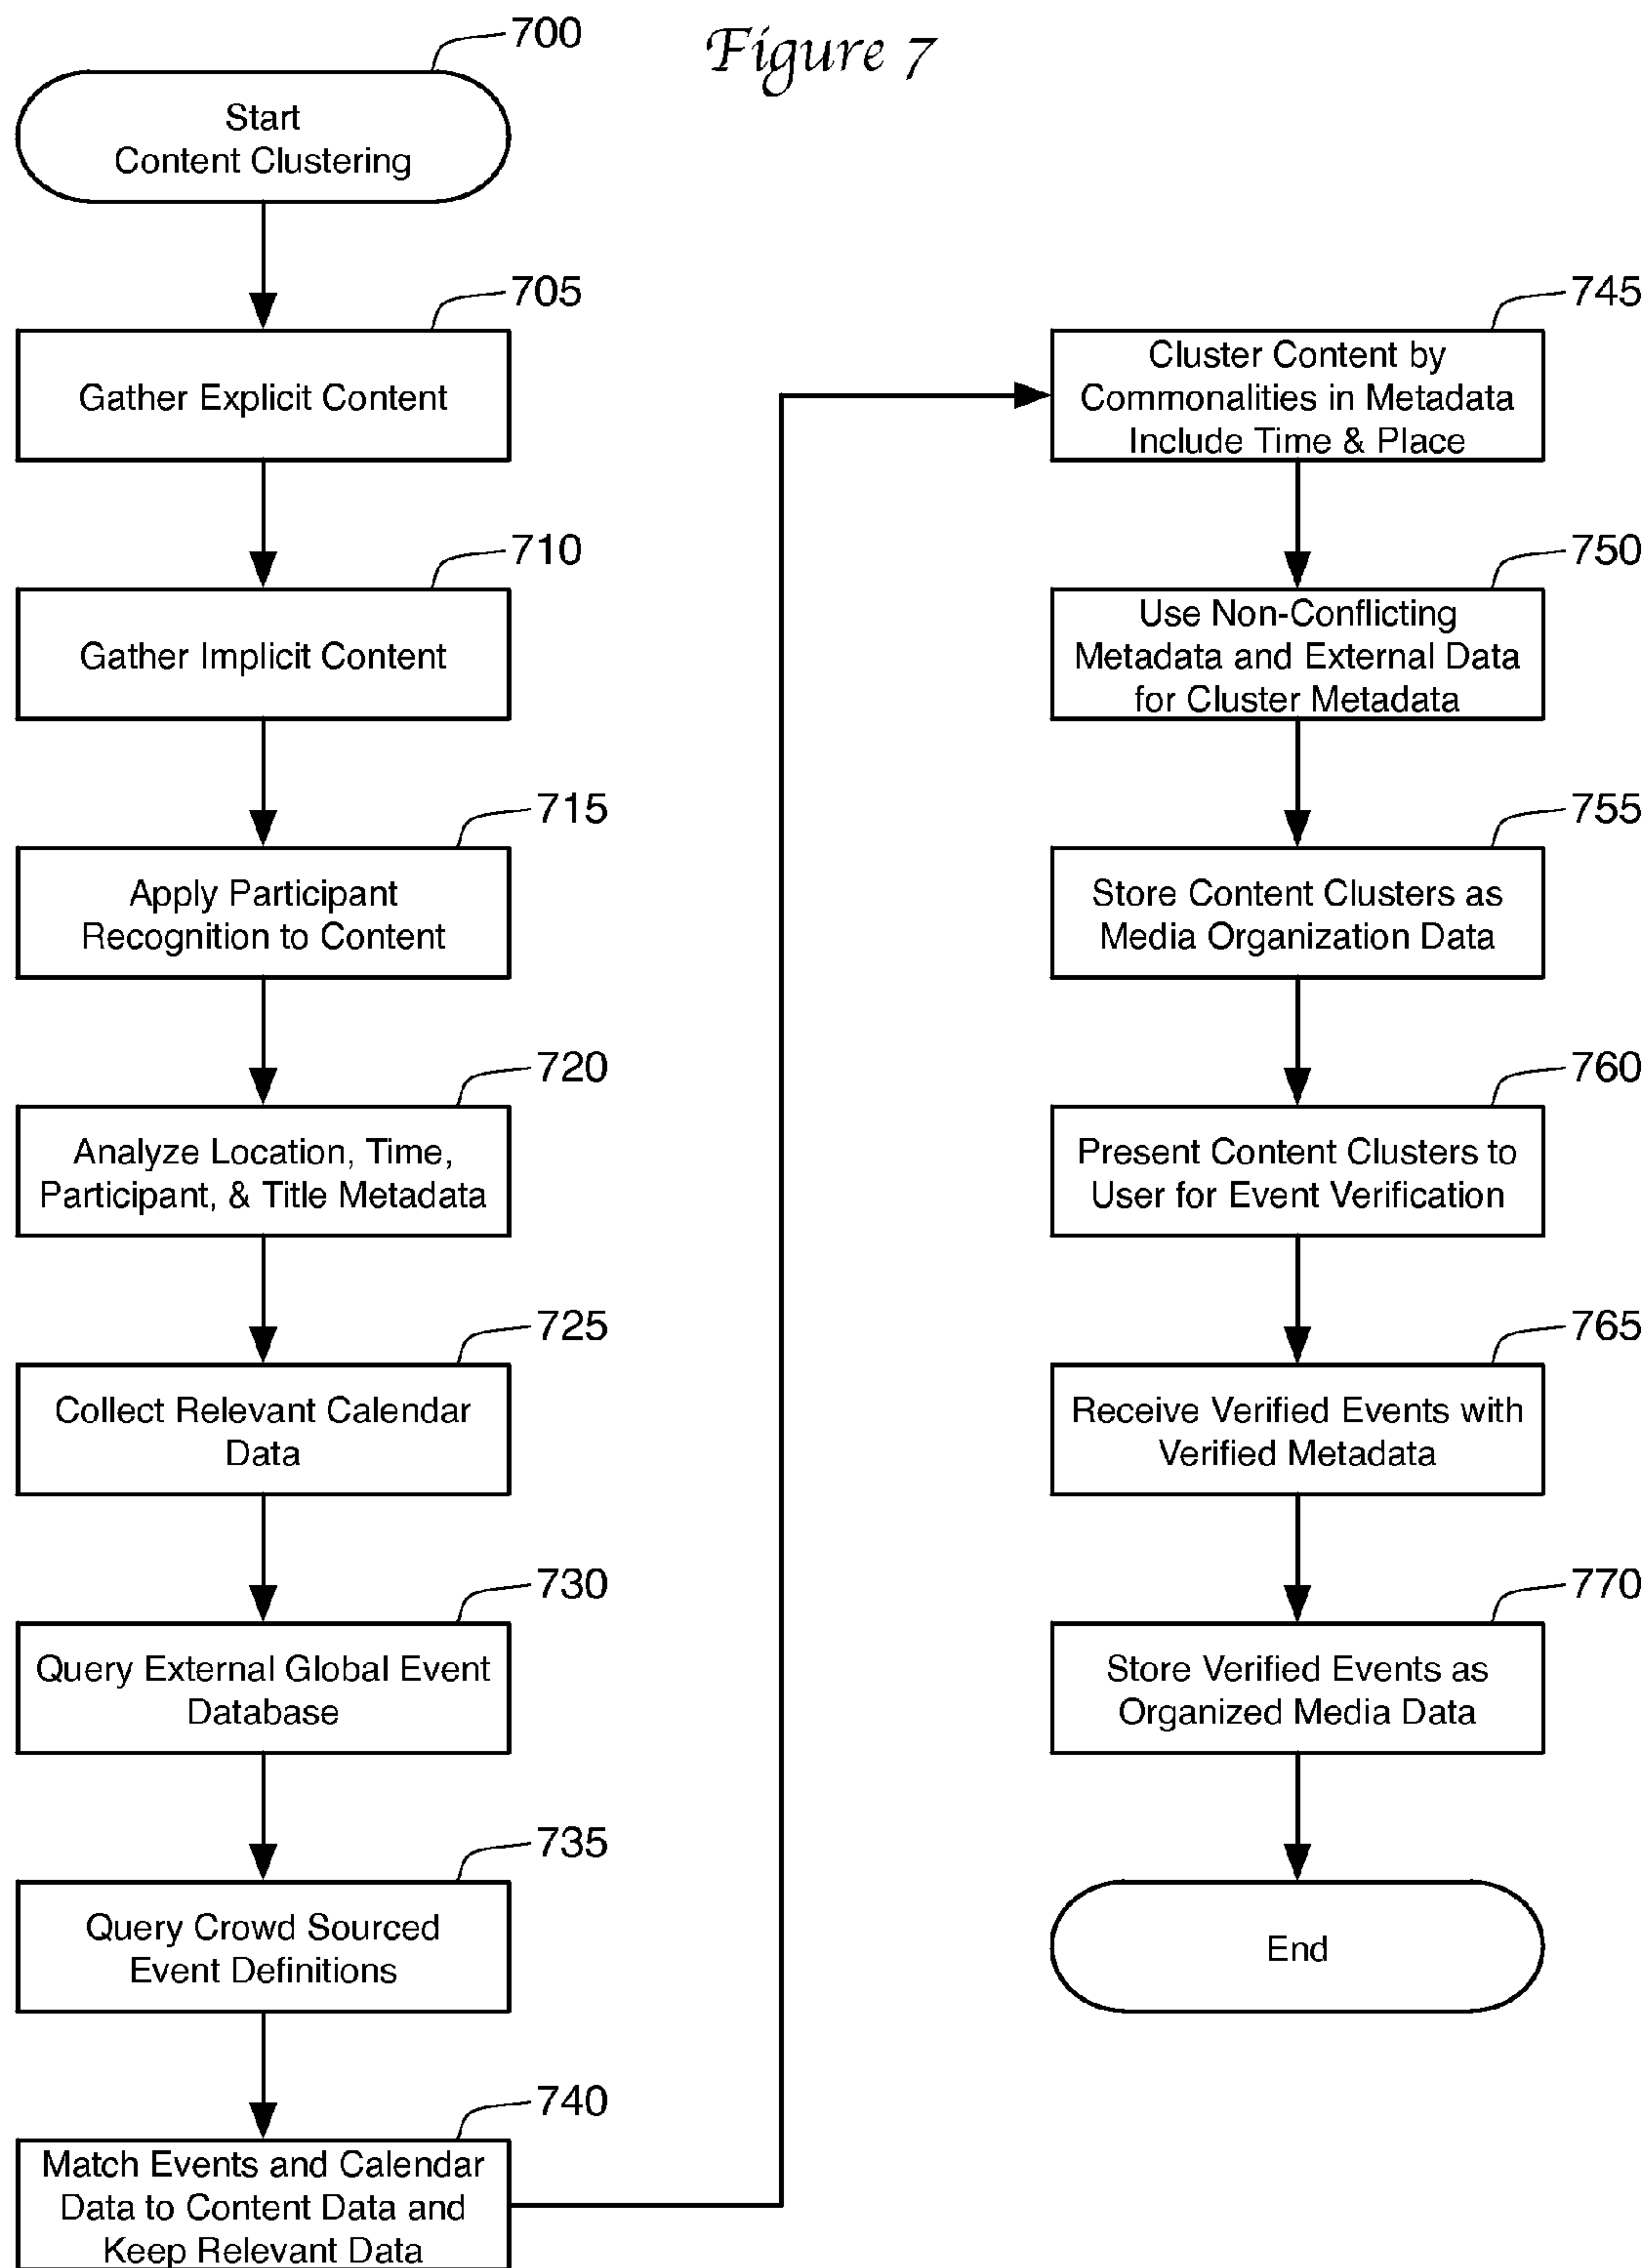 Figure 7
700
Start
Content Clustering
705
Gather Explicit Content
710
Gather Implicit Content
715
Apply Participant
Recognition to Content
720
Analyze Location, Time,
Participant, & Title Metadata
725
Collect Relevant Calendar
Data
730
Query External Global Event
Database
735
Query Crowd Sourced
Event Definitions
740
Match Events and Calendar
Data to Content Data and
Keep Relevant Data
745
Cluster Content by
Commonalities in Metadata
Include Time & Place
750
Use Non-Conflicting
Metadata and External Data
for Cluster Metadata
755
Store Content Clusters as
Media Organization Data
760
Present Content Clusters to
User for Event Verification
765
Receive Verified Events with
Verified Metadata
770
Store Verified Events as
Organized Media Data
End